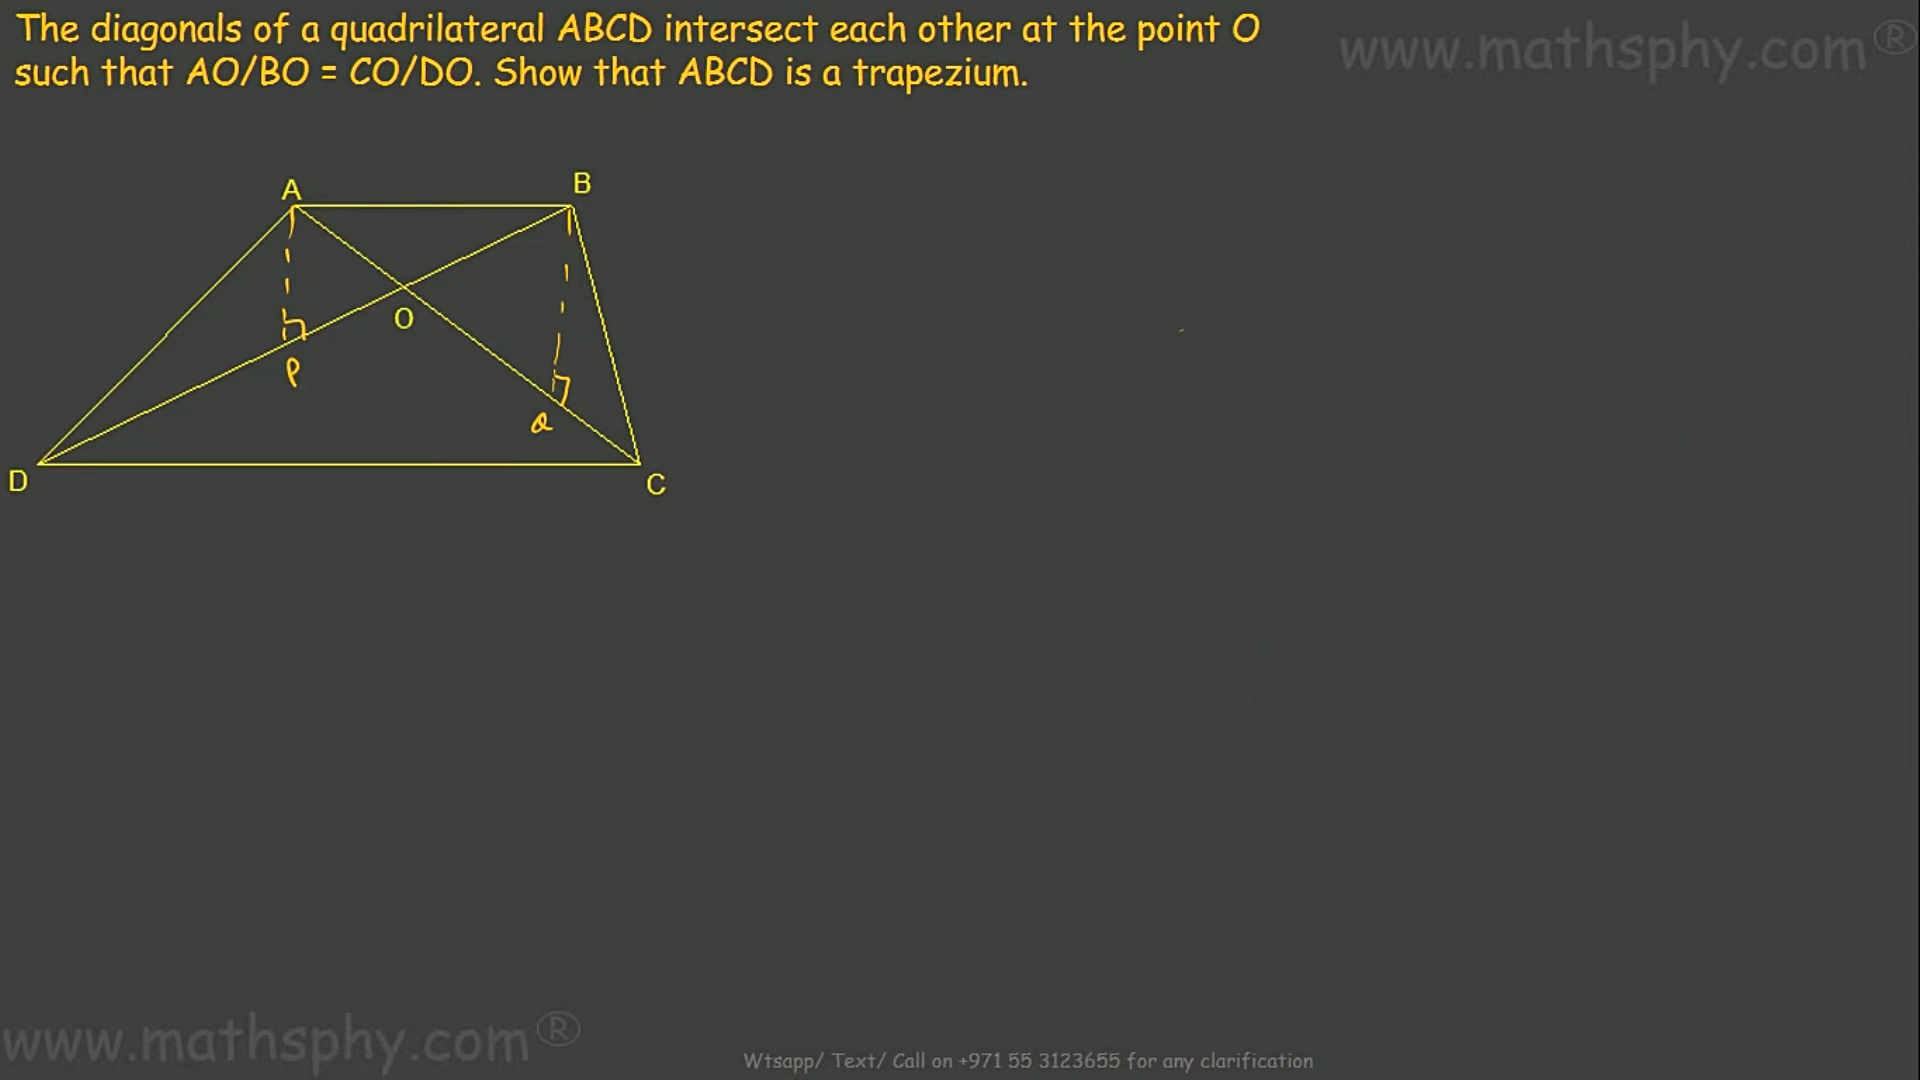 The diagonals of a quadrilateral ABCD intersect each other at the point O
such that AO/BO = CO/DO. Show that ABCD is a trapezium.
www.mathsphy.com®
A
B
O
P
Q
D
C
www.mathsphy.com®
Wtsapp/ Text/ Call on +971 55 3123655 for any clarification